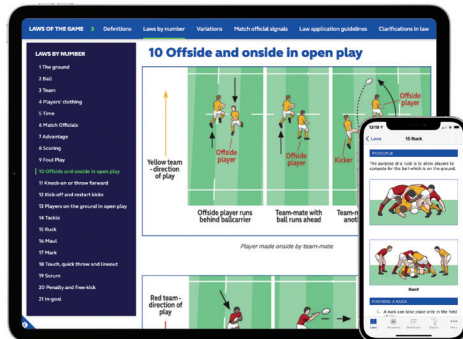 LAWS OF THE GAME
Definitions
Laws by number
Variations
Match official signals
Law application guidelines
Clarifications in law
LAWS BY NUMBER
1 The ground
2 Ball
3 Team
4 Players' clothing
5 Time
6 Match Officials
7 Advantage
8 Scoring
9 Foul Play
10 Offside and onside in open play
11 Knock-on or throw forward
12 Kick-off and restart kicks
13 Players on the ground in open play
14 Tackle
15 Ruck
16 Maul
17 Mark
18 Touch, quick throw and lineout
19 Scrum
20 Penalty and free-kick
21 In-goal
10 Offside and onside in open play
Yellow team
- direction
of play
Offside
player
Offside
player
Offside
player
Kicker
Offside player runs
behind ballcarrier
Team-mate with
ball runs ahead
Team-m
anot
Player made onside by team-mate
Red team -
direction of
play
12:15
Laws
15 Ruck
PRINCIPLE
The purpose of a ruck is to allow players to
compete for the ball which is on the ground.
Ruck
FORMING A RUCK
1. A ruck can take place only in the field
Laws